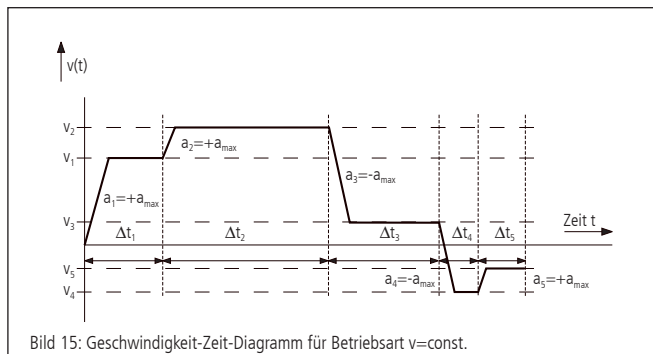 v(t)
v₂
a₂=+aₘₐₓ
v₁
a₃=-aₘₐₓ
a₁=+aₘₐₓ
v₃
Δt₁ Δt₂ Δt₃ Δt₄ Δt₅ Zeit t
v₅
a₄=-aₘₐₓ a₅=+aₘₐₓ
v₄
Bild 15: Geschwindigkeit-Zeit-Diagramm für Betriebsart v=const.